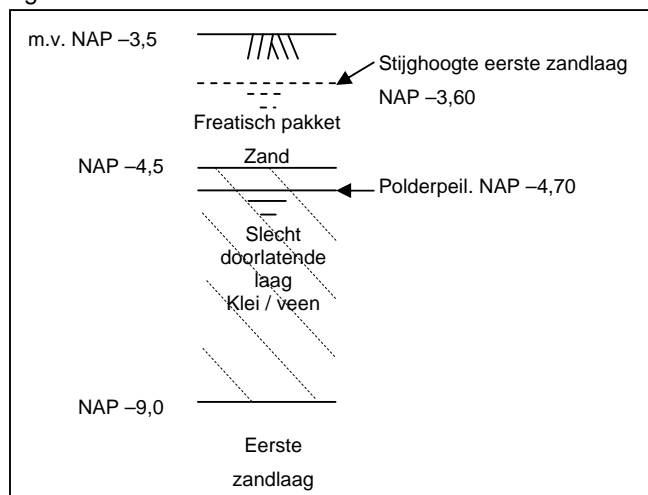 m.v. NAP –3,5
Stijghoogte eerste zandlaag
NAP –3,60
Freatisch pakket
Zand
NAP –4,5
Polderpeil. NAP –4,70
Slecht
doorlatende
laag
Klei / veen
NAP –9,0
Eerste
zandlaag